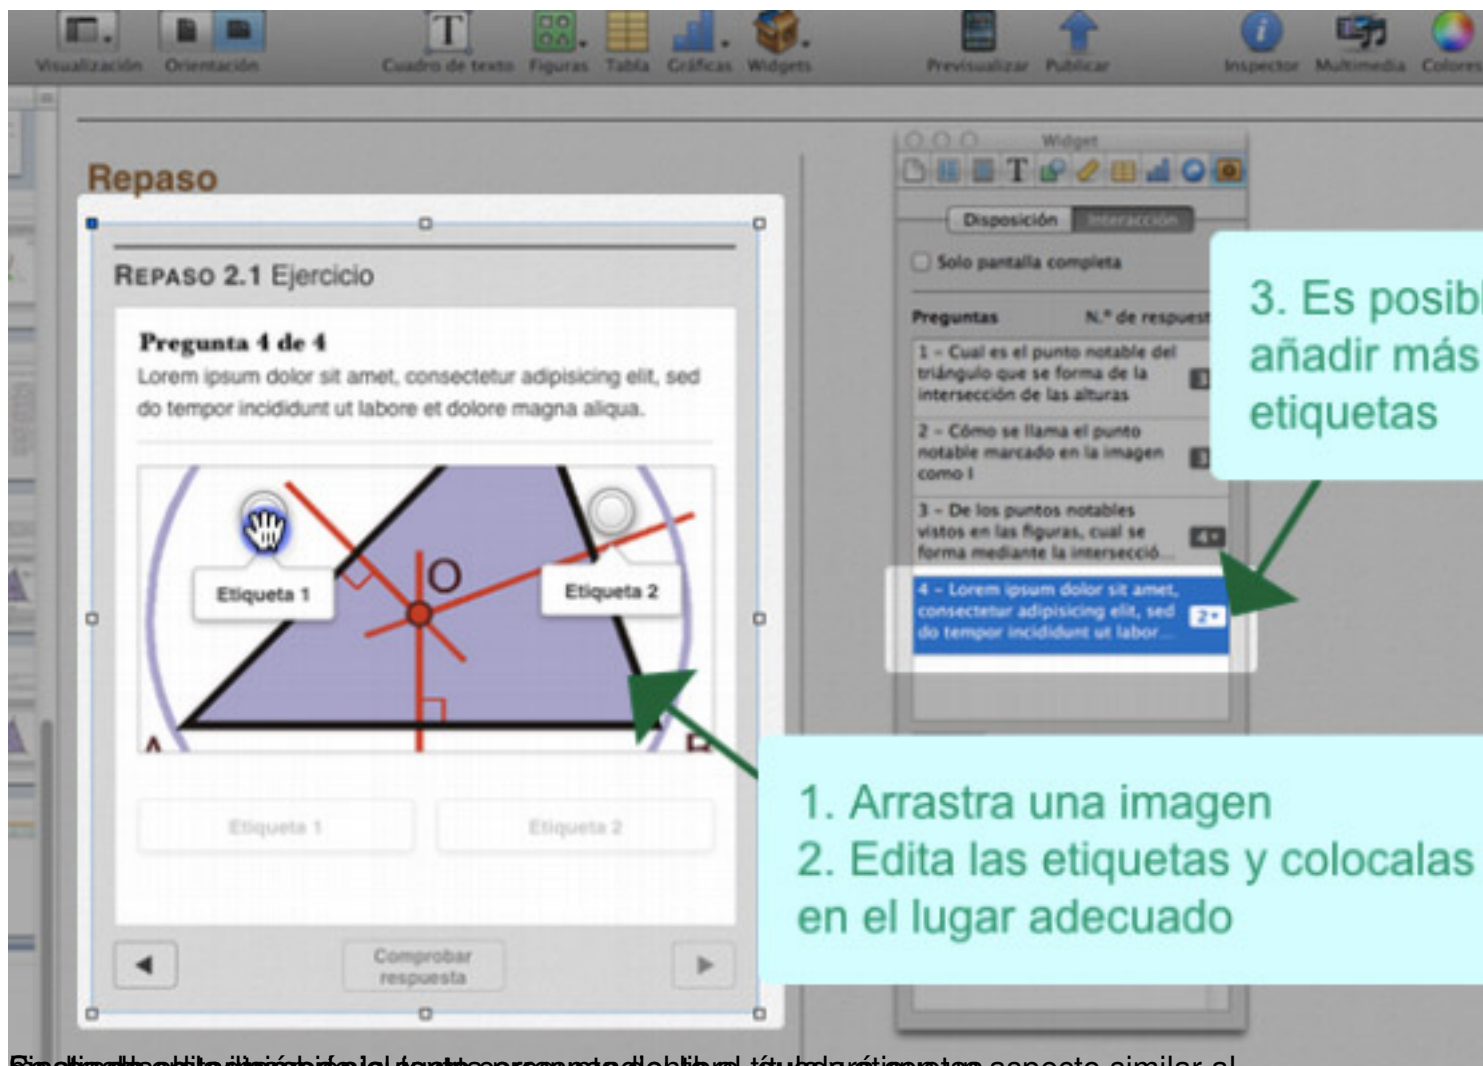 Visualización Orientación Cuadro de texto Figuras Tabla Gráficas Widgets Previsualizar Publicar Inspector Multimedia Colores
Repaso
REPASO 2.1 Ejercicio
Pregunta 4 de 4
Lorem ipsum dolor sit amet, consectetur adipisicing elit, sed
do tempor incididunt ut labore et dolore magna aliqua.
O
Etiqueta 1
Etiqueta 2
A
B
Etiqueta 1 Etiqueta 2
Comprobar
respuesta
Widget
T
Disposición Interacción
Solo pantalla completa
Preguntas N.º de respuest
1 - Cual es el punto notable del
triángulo que se forma de la
intersección de las alturas
3
2 - Cómo se llama el punto
notable marcado en la imagen
como I
3
3 - De los puntos notables
vistos en las figuras, cual se
forma mediante la intersecció...
4
4 - Lorem ipsum dolor sit amet,
consectetur adipisicing elit, sed
do tempor incididunt ut labor...
2
3. Es posibl
añadir más
etiquetas
1. Arrastra una imagen
2. Edita las etiquetas y colocalas
en el lugar adecuado
aspecto similar al